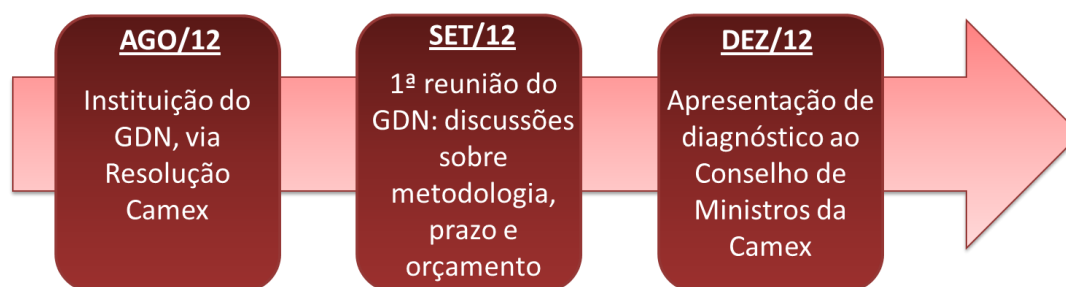 AGO/12
Instituição do
GDN, via
Resolução
Camex
SET/12
1ª reunião do
GDN: discussões
sobre
metodologia,
prazo e
orçamento
DEZ/12
Apresentação de
diagnóstico ao
Conselho de
Ministros da
Camex